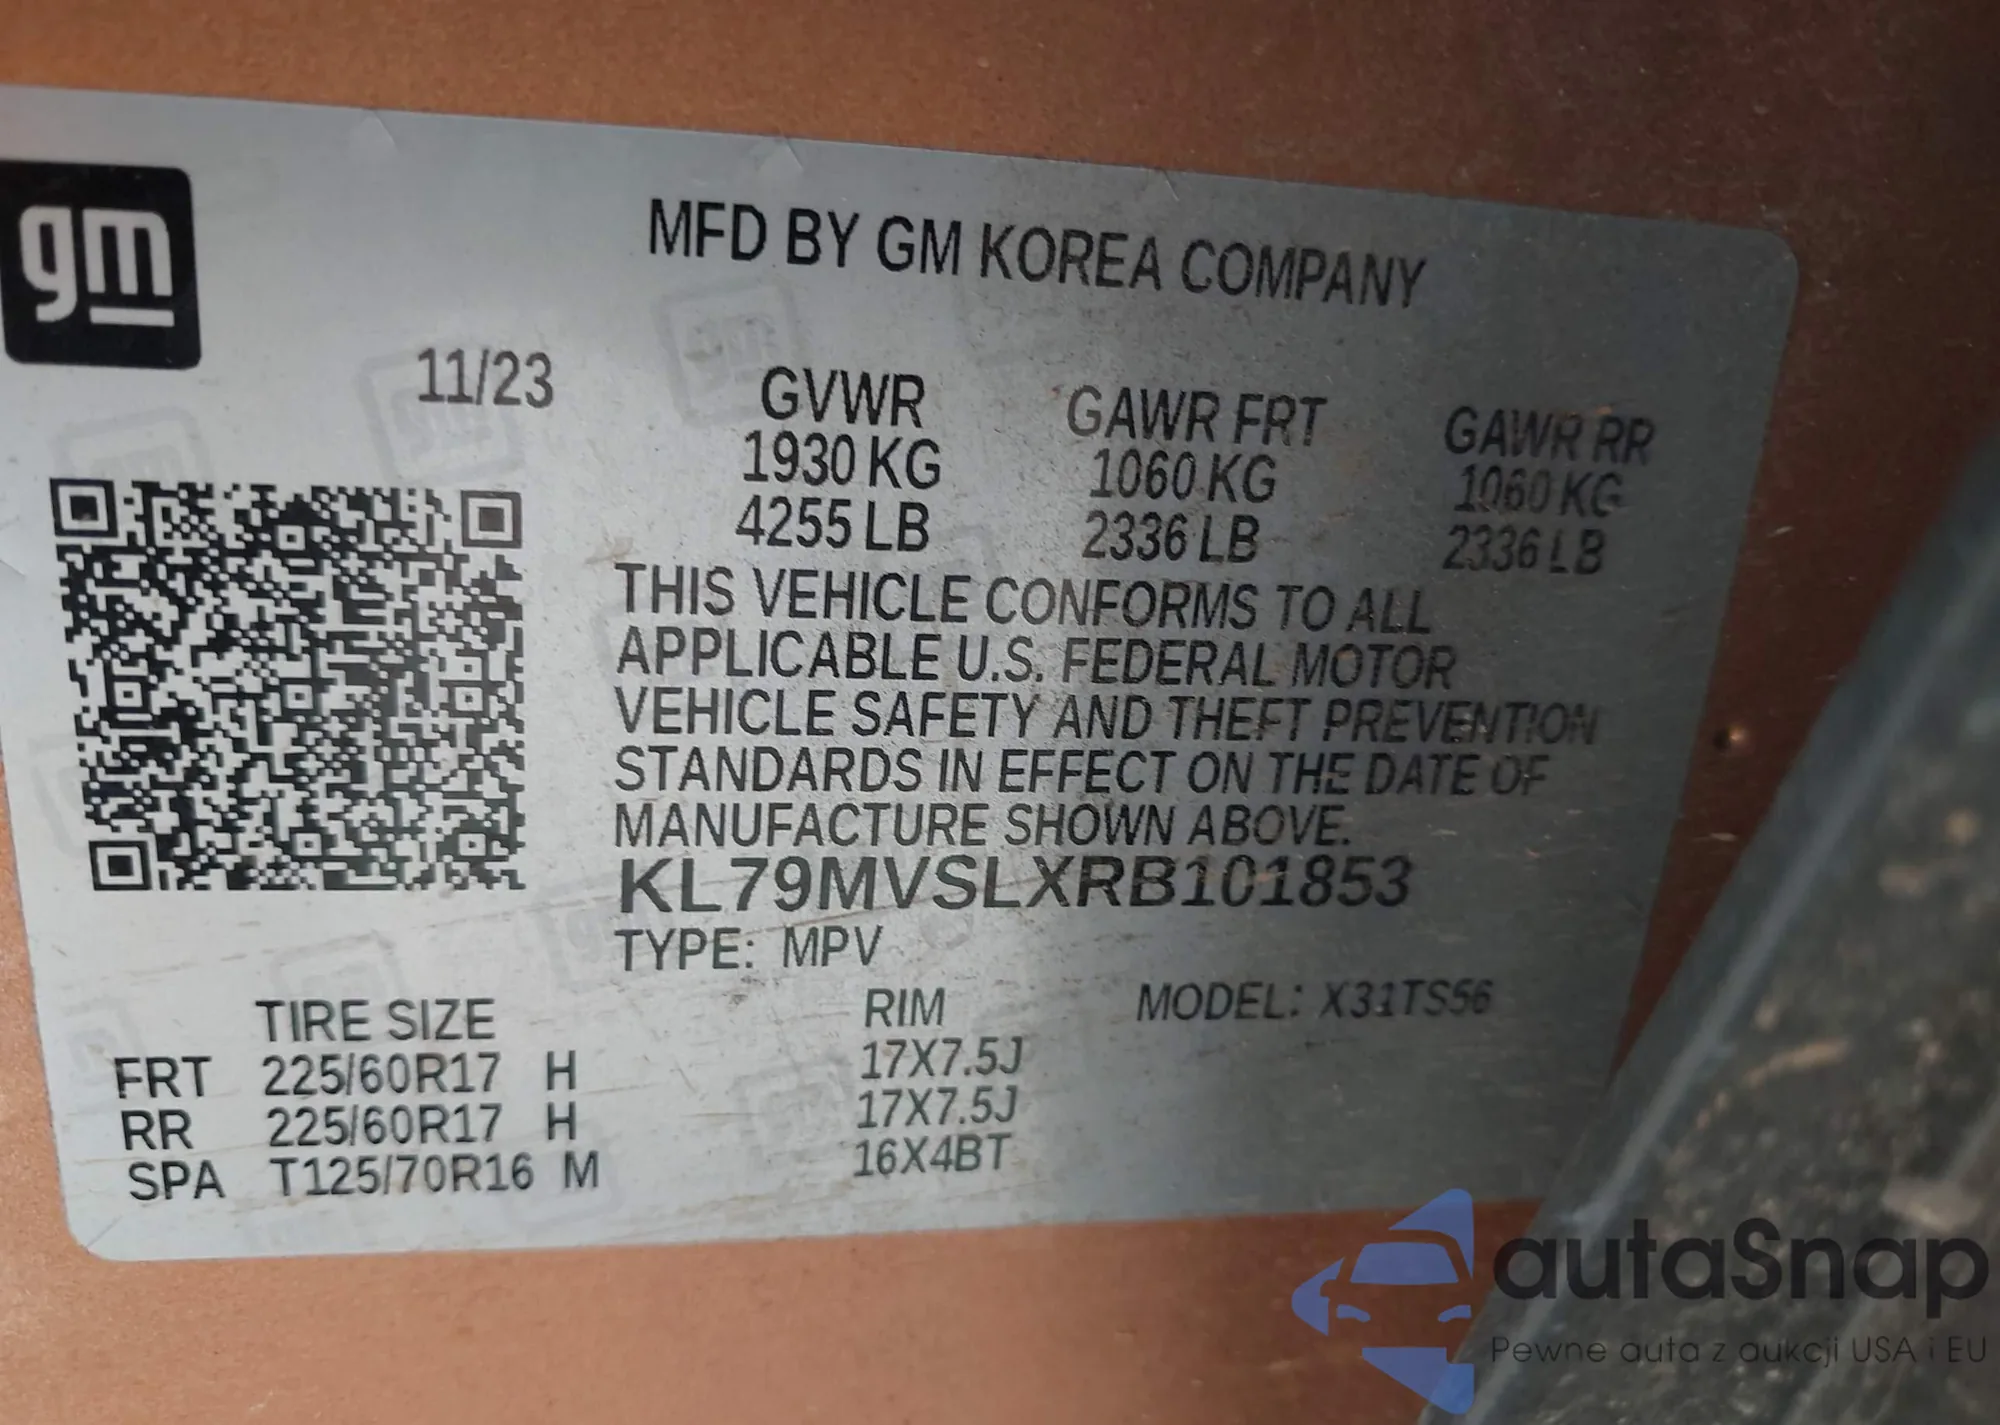 gm
MFD BY GM KOREA COMPANY
11/23
GVWR GAWR FRT GAWR RR
1930 KG 1060 KG 1060 KG
4255 LB 2336 LB 2336 LB
THIS VEHICLE CONFORMS TO ALL
APPLICABLE U.S. FEDERAL MOTOR
VEHICLE SAFETY AND THEFT PREVENTION
STANDARDS IN EFFECT ON THE DATE OF
MANUFACTURE SHOWN ABOVE.
KL79MVSLXRB101853
TYPE: MPV
TIRE SIZE RIM MODEL: X31TS56
FRT 225/60R17 H 17X7.5J
RR 225/60R17 H 17X7.5J
SPA T125/70R16 M 16X4BT
autaSnap
Pewne auta z aukcji USA i EU